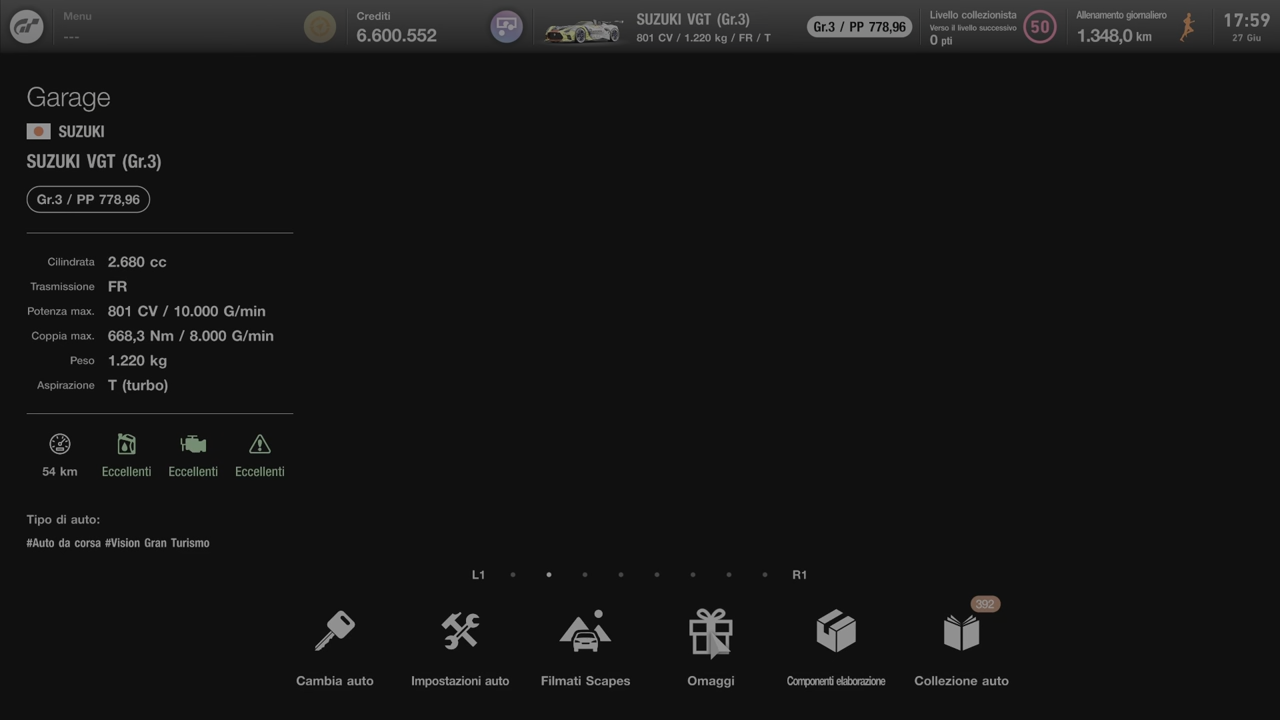 Menu
---
Crediti
6.600.552
SUZUKI VGT (Gr.3)
801 CV / 1.220 kg / FR / T
Gr.3 / PP 778,96
Livello collezionista
Verso il livello successivo
0 pti
50
Allenamento giornaliero
1.348,0 km
17:59
27 Giu
Garage
SUZUKI
SUZUKI VGT (Gr.3)
Gr.3 / PP 778,96
Cilindrata 2.680 cc
Trasmissione FR
Potenza max. 801 CV / 10.000 G/min
Coppia max. 668,3 Nm / 8.000 G/min
Peso 1.220 kg
Aspirazione T (turbo)
54 km Eccellenti Eccellenti Eccellenti
Tipo di auto:
#Auto da corsa #Vision Gran Turismo
L1 R1
392
Cambia auto Impostazioni auto Filmati Scapes Omaggi Componenti elaborazione Collezione auto